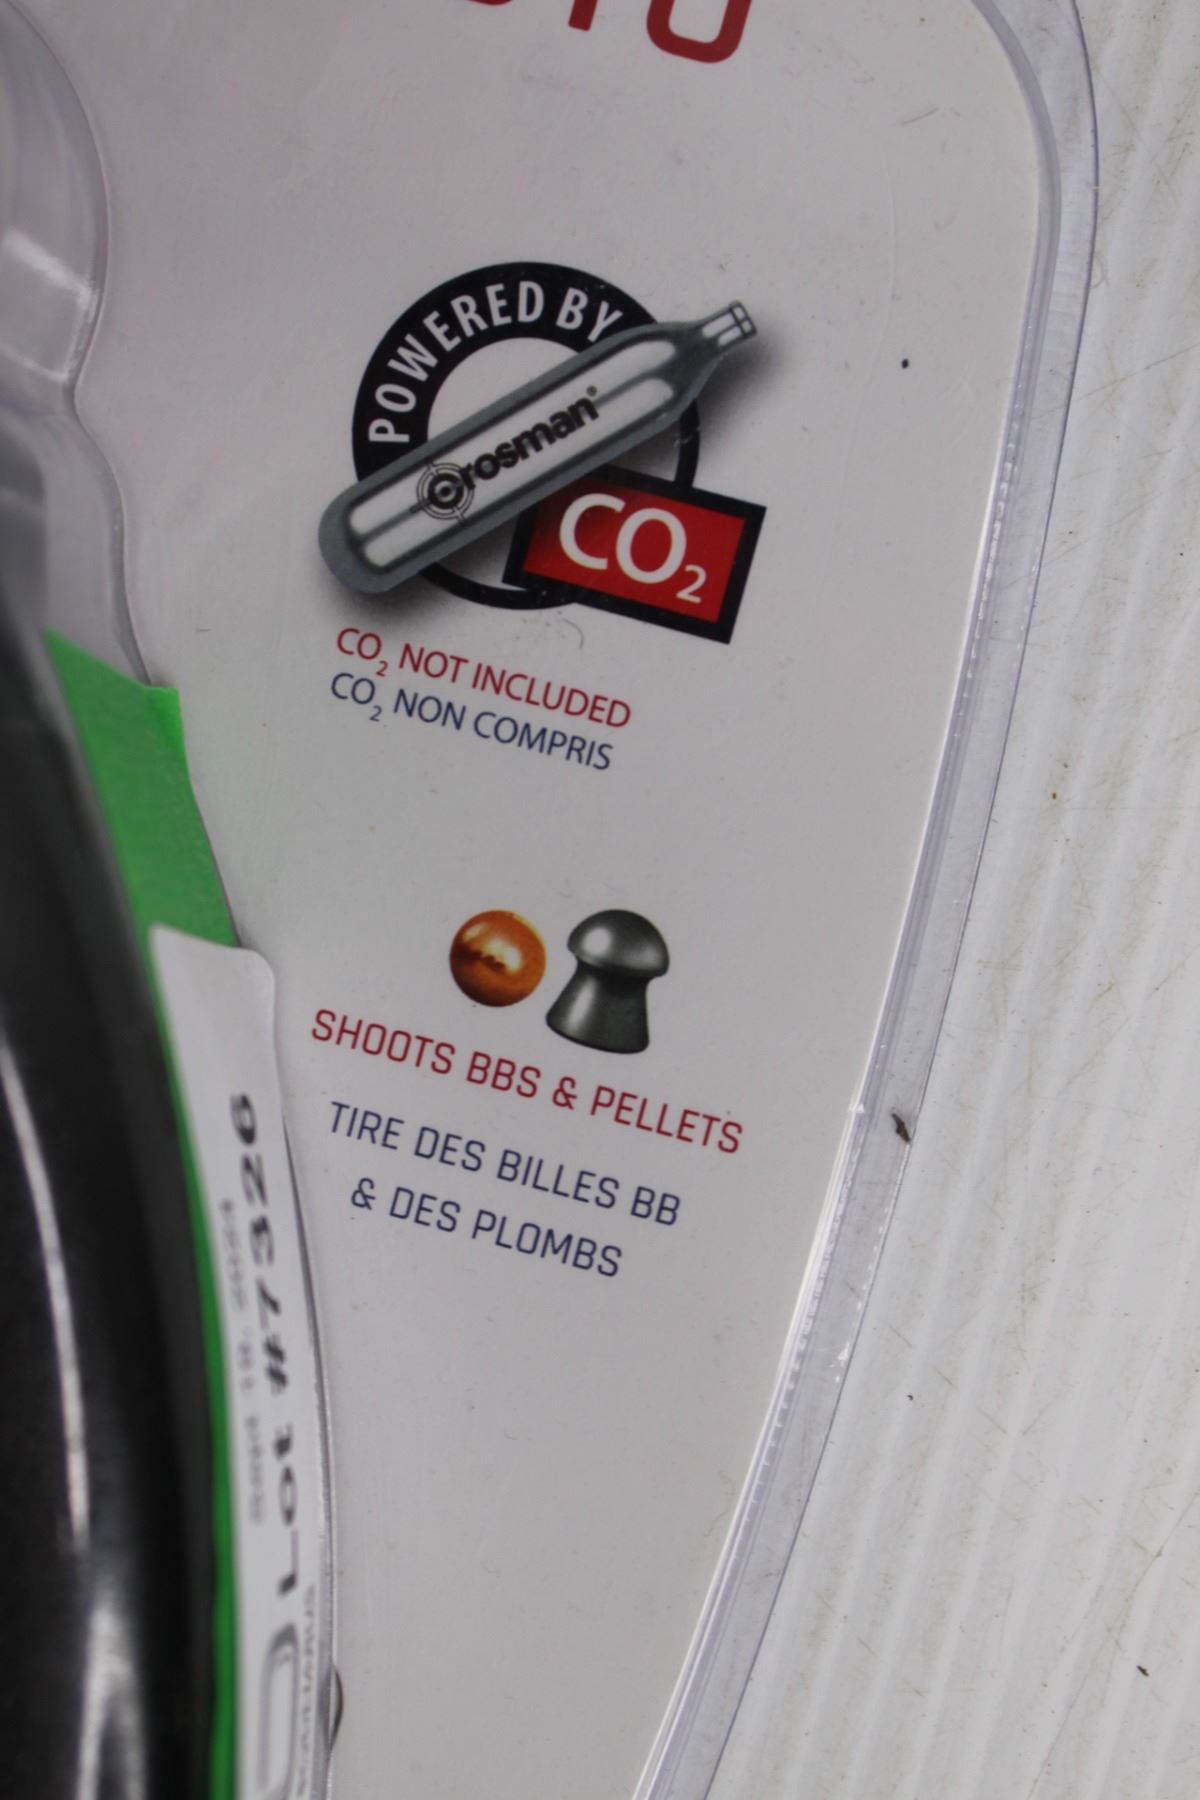 POWERED BY
crosman®
CO₂
CO₂ NOT INCLUDED
CO₂ NON COMPRIS
SHOOTS BBS & PELLETS
TIRE DES BILLES BB
& DES PLOMBS
LOT #7326